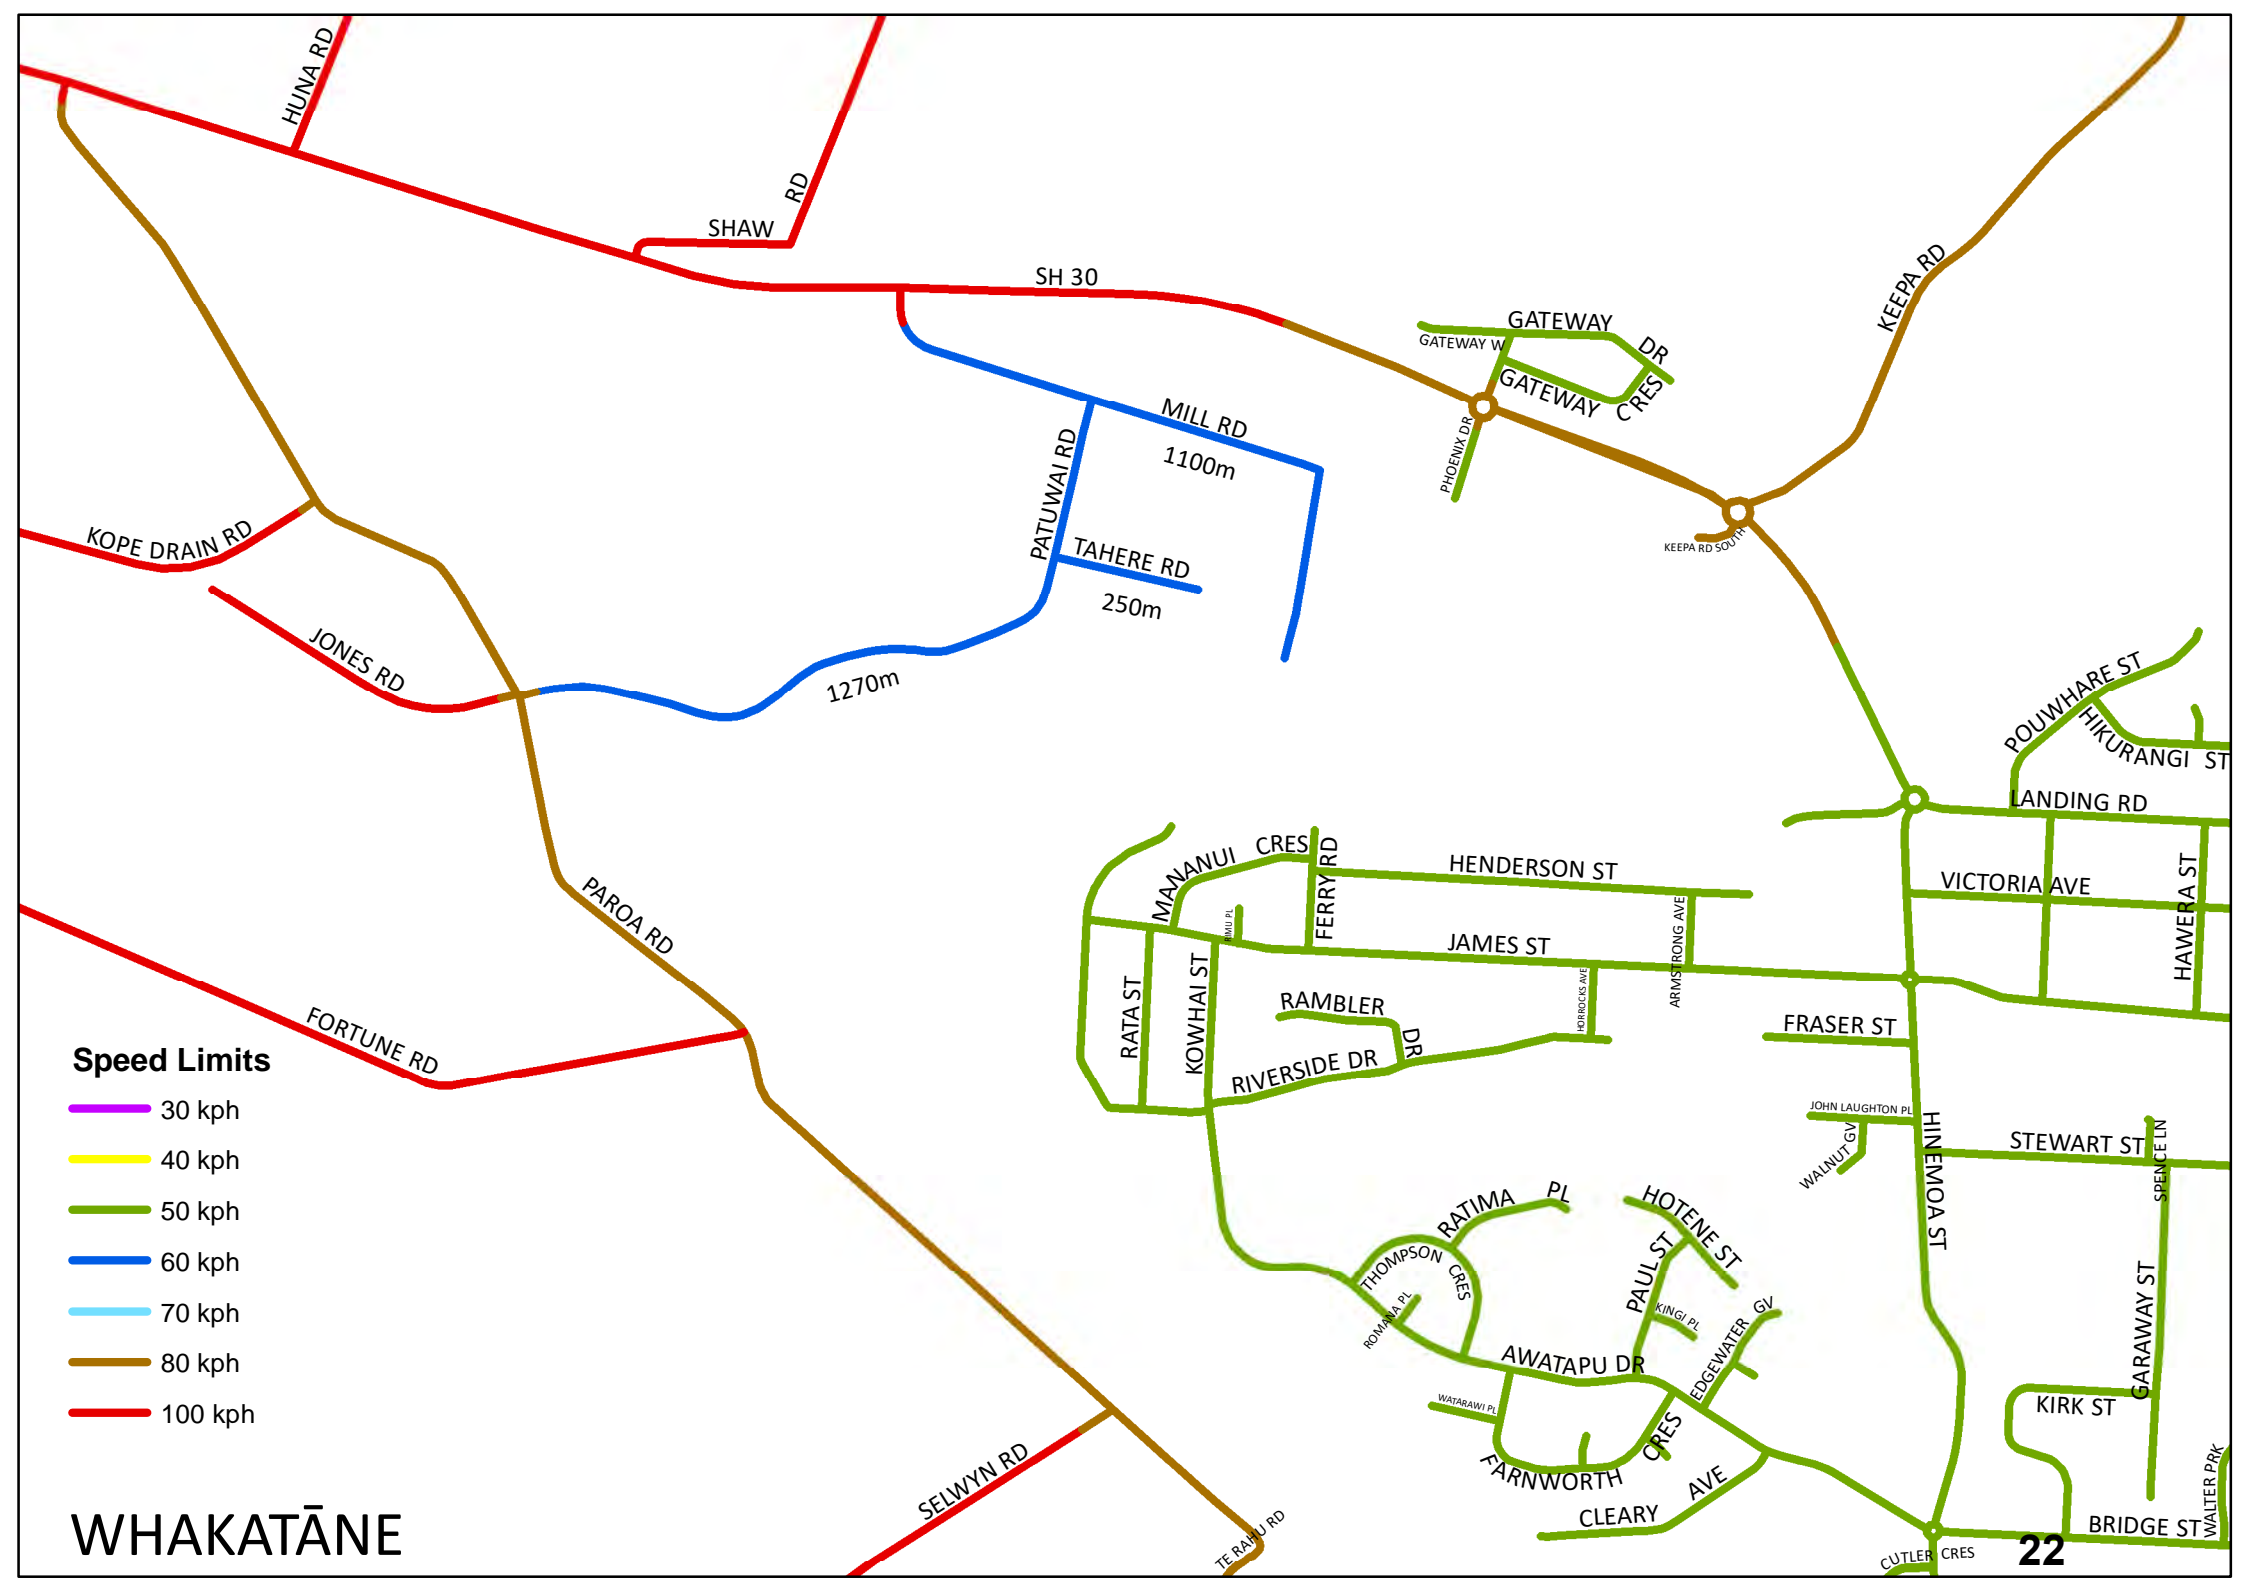 HUNA RD
SHAW
RD
SH 30
KEEPA RD
GATEWAY
DR
GATEWAY W
GATEWAY
CRES
PHOENIX DR
KEEPA RD SOUTH
MILL RD
1100m
PATUWAI RD
TAHERE RD
250m
1270m
KOPE DRAIN RD
JONES RD
PAROA RD
FORTUNE RD
POUWHARE ST
HIKURANGI ST
LANDING RD
VICTORIA AVE
HAWERA ST
MANANUI CRES
FERRY RD
HENDERSON ST
RIMU PL
JAMES ST
ARMSTRONG AVE
HORROCKS AVE
RATA ST
KOWHAI ST
RAMBLER
DR
RIVERSIDE DR
FRASER ST
JOHN LAUGHTON PL
WALNUT GV
HINEMOA ST
STEWART ST
SPENCE LN
GARAWAY ST
KIRK ST
RATIMA PL
THOMPSON
CRES
ROMANA PL
HOTENE ST
PAUL ST
KINGI PL
EDGEWATER GV
AWATAPU DR
WATARAWI PL
FARNWORTH
CRES
CLEARY AVE
BRIDGE ST
WALTER PRK
CUTLER CRES
SELWYN RD
TE RAHU RD
Speed Limits
30 kph
40 kph
50 kph
60 kph
70 kph
80 kph
100 kph
WHAKATĀNE
22